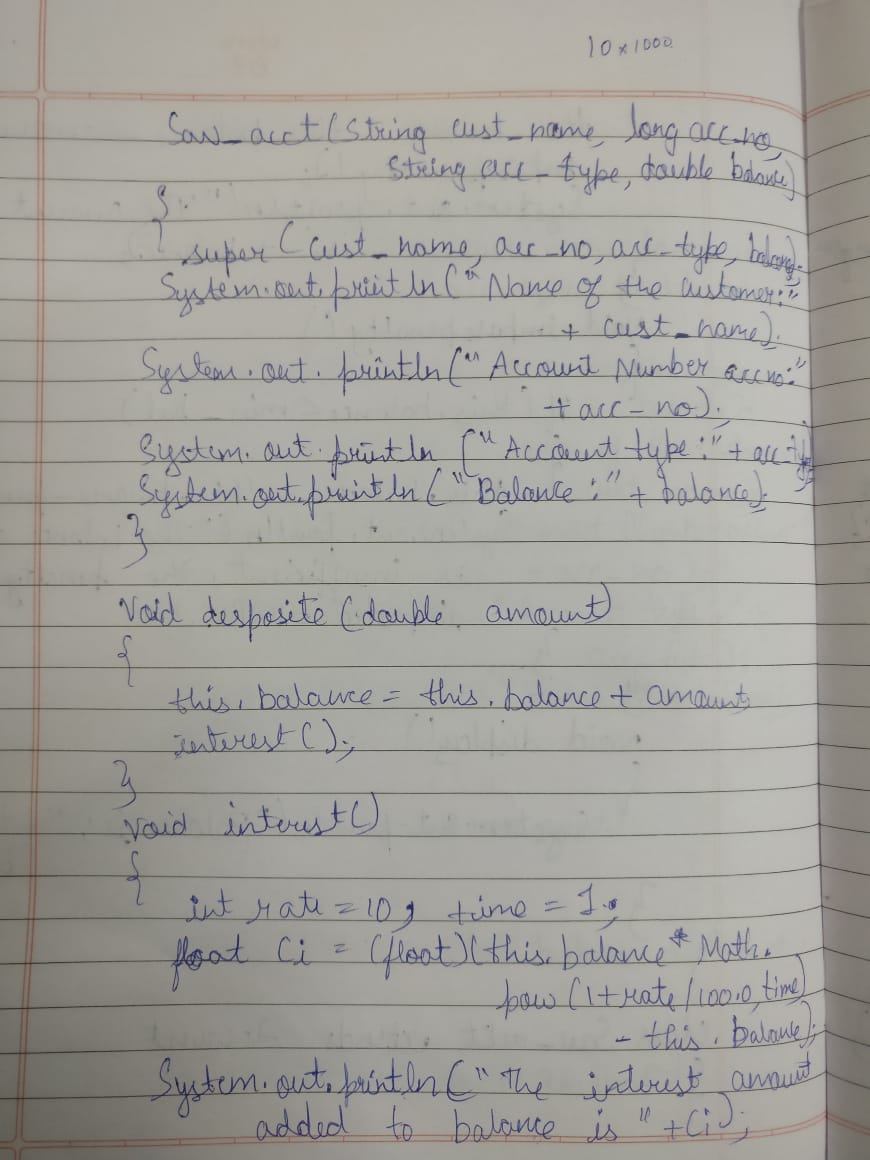 10 x 1000
Sav_acct (String cust_name, long acc_no,
String acc_type, double balance)
{
super (cust_name, acc_no, acc_type, balance);
System.out.println("Name of the customer:"
+ cust_name);
System.out.println("Account Number accno:"
+ acc_no);
System.out.println("Account type:" + acc_type
System.out.println("Balance:" + balance);
}
void desposite (double amount)
{
this.balance = this.balance + amount;
interest();
}
void interest()
{
int rate = 10, time = 1;
float Ci = (float)(this.balance * Math.
pow (1+rate/100.0, time)
- this.balance);
System.out.println("The interest amount
added to balance is " +Ci);